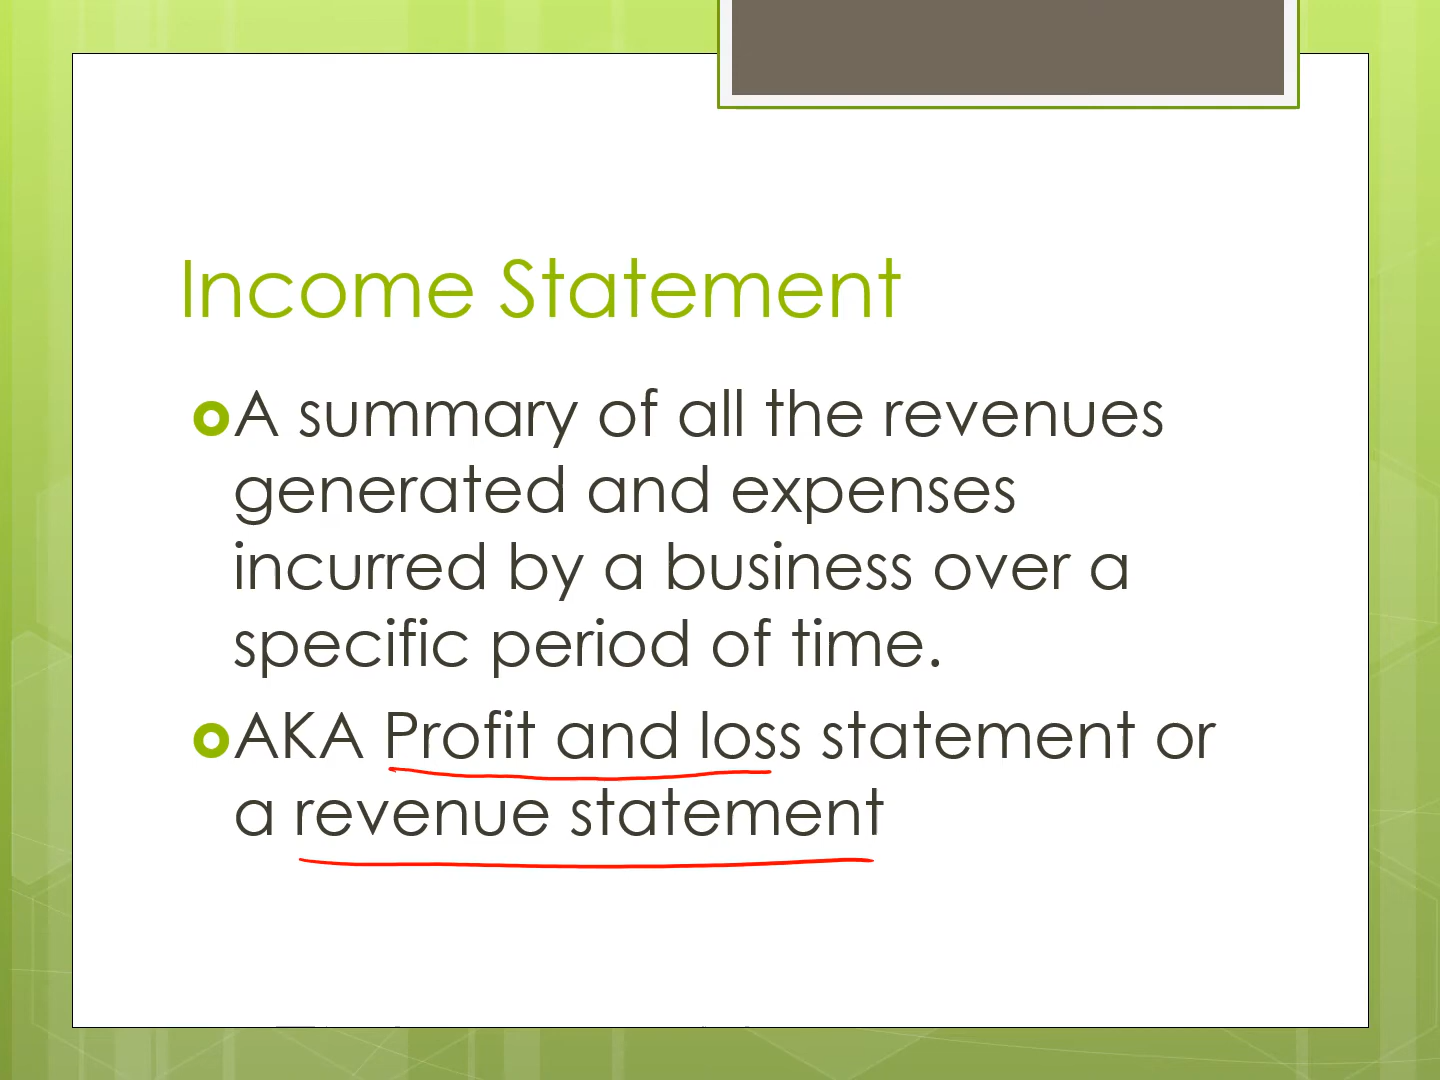 Income Statement
A summary of all the revenues
generated and expenses
incurred by a business over a
specific period of time.
AKA Profit and loss statement or
a revenue statement